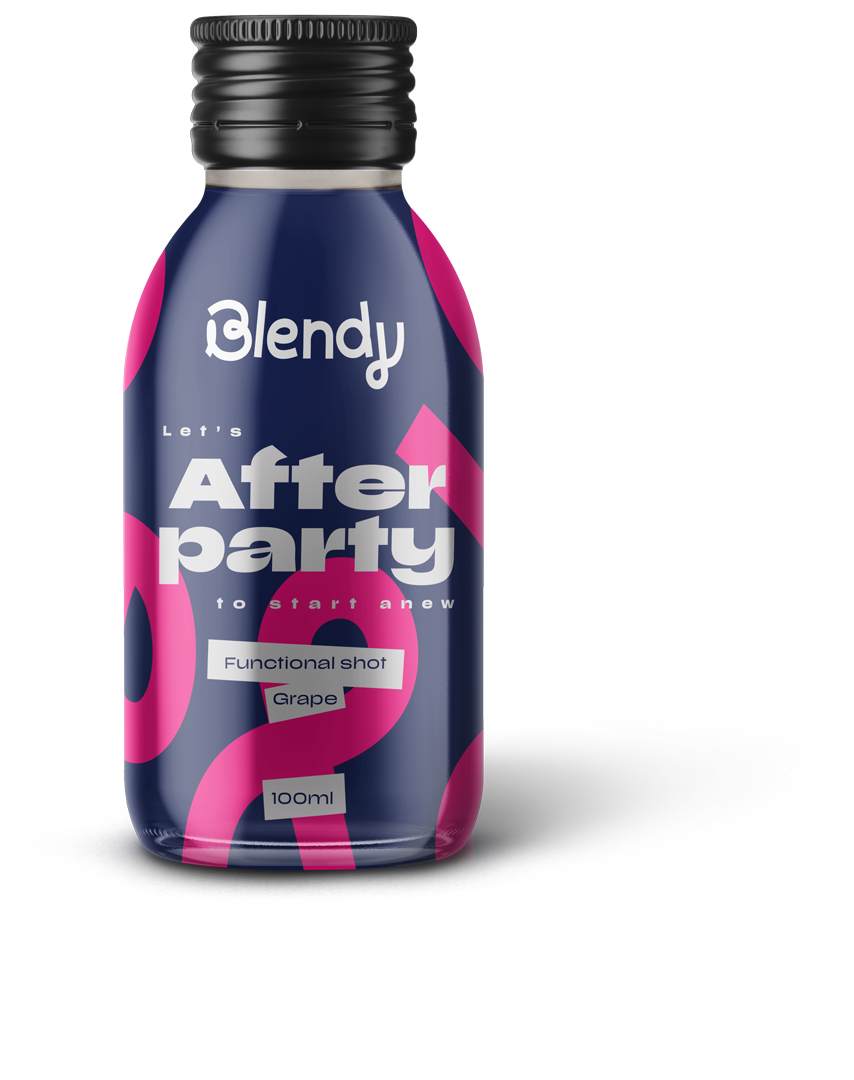 Blendy
Let's
After
party
to start anew
Functional shot
Grape
100ml